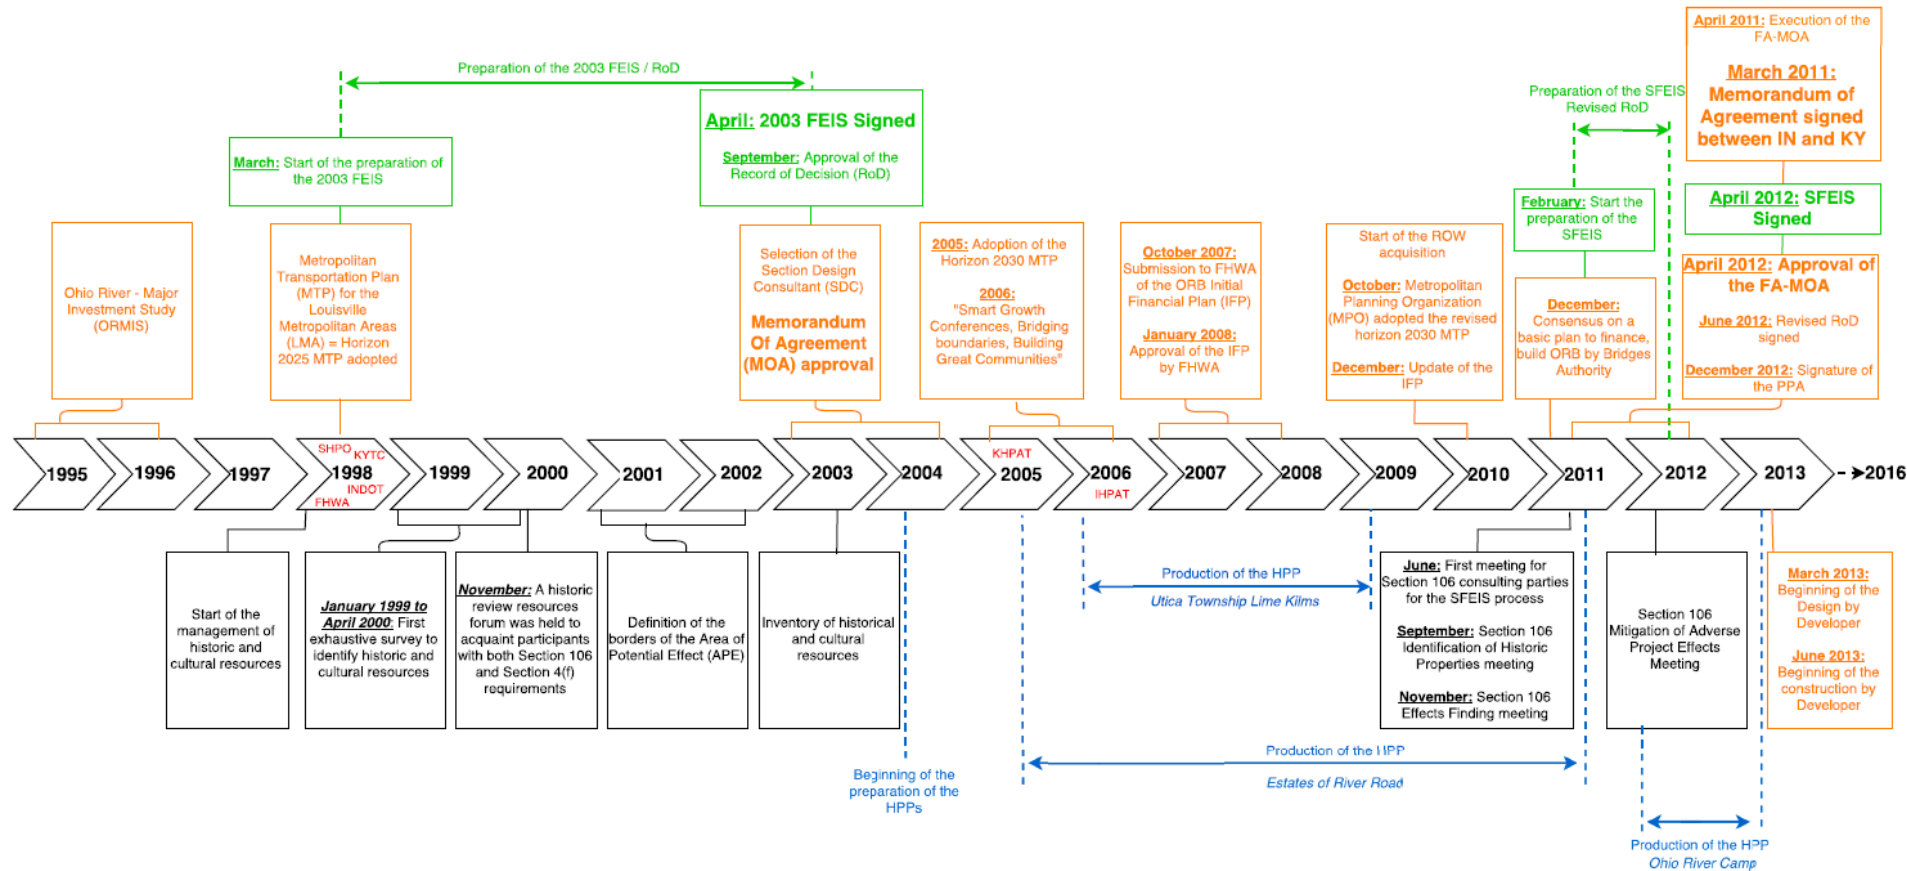 Preparation of the 2003 FEIS / RoD
March: Start of the preparation of
the 2003 FEIS
April: 2003 FEIS Signed
September: Approval of the
Record of Decision (RoD)
Preparation of the SFEIS
Revised RoD
February: Start the
preparation of the
SFEIS
April 2011: Execution of the
FA-MOA
March 2011:
Memorandum of
Agreement signed
between IN and KY
April 2012: SFEIS
Signed
Ohio River - Major
Investment Study
(ORMIS)
Metropolitan
Transportation Plan
(MTP) for the
Louisville
Metropolitan Areas
(LMA) = Horizon
2025 MTP adopted
Selection of the
Section Design
Consultant (SDC)
Memorandum
Of Agreement
(MOA) approval
2005: Adoption of the
Horizon 2030 MTP
2006:
"Smart Growth
Conferences, Bridging
boundaries, Building
Great Communities"
October 2007:
Submission to FHWA
of the ORB Initial
Financial Plan (IFP)
January 2008:
Approval of the IFP
by FHWA
Start of the ROW
acquisition
October: Metropolitan
Planning Organization
(MPO) adopted the revised
horizon 2030 MTP
December: Update of the
IFP
December:
Consensus on a
basic plan to finance,
build ORB by Bridges
Authority
April 2012: Approval of
the FA-MOA
June 2012: Revised RoD
signed
December 2012: Signature of
the PPA
1995
1996
1997
SHPO
KYTC
1998
INDOT
FHWA
1999
2000
2001
2002
2003
2004
KHPAT
2005
2006
IHPAT
2007
2008
2009
2010
2011
2012
2013
2016
Start of the
management of
historic and
cultural resources
January 1999 to
April 2000: First
exhaustive survey to
identify historic and
cultural resources
November: A historic
review resources
forum was held to
acquaint participants
with both Section 106
and Section 4(f)
requirements
Definition of the
borders of the Area of
Potential Effect (APE)
Inventory of historical
and cultural
resources
Beginning of the
preparation of the
HPPs
Production of the HPP
Utica Township Lime Kilms
Production of the HPP
Estates of River Road
June: First meeting for
Section 106 consulting parties
for the SFEIS process
September: Section 106
Identification of Historic
Properties meeting
November: Section 106
Effects Finding meeting
Section 106
Mitigation of Adverse
Project Effects
Meeting
March 2013:
Beginning of the
Design by
Developer
June 2013:
Beginning of the
construction by
Developer
Production of the HPP
Ohio River Camp